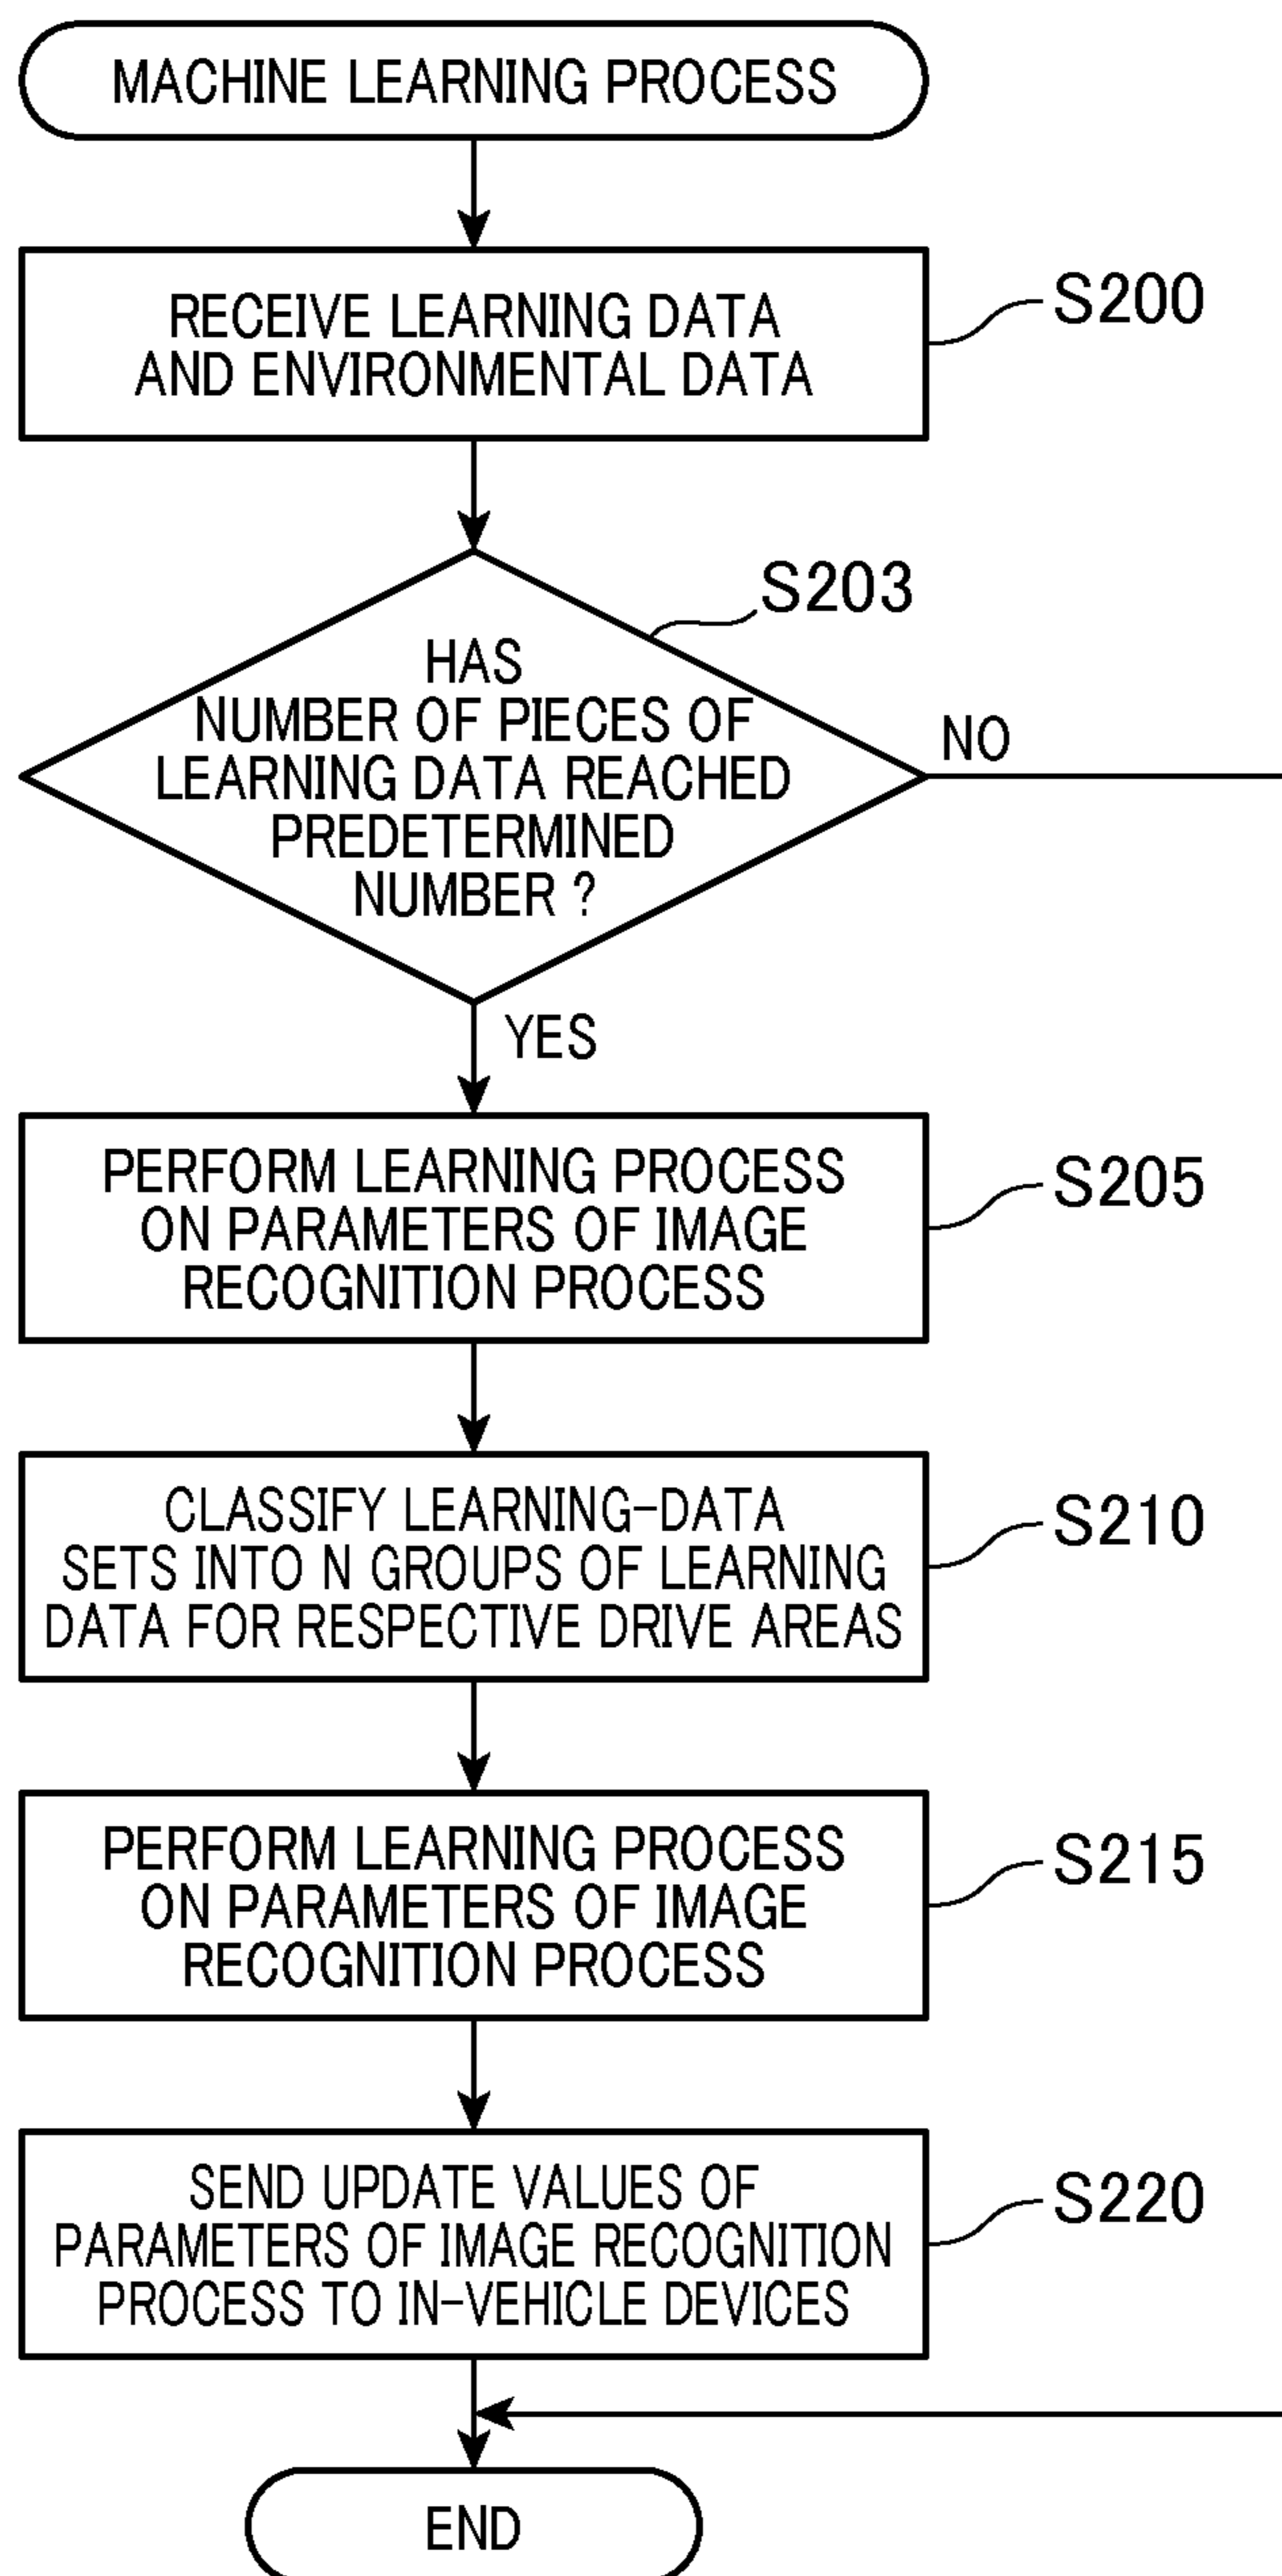 MACHINE LEARNING PROCESS
RECEIVE LEARNING DATA
AND ENVIRONMENTAL DATA
S200
S203
HAS
NUMBER OF PIECES OF
LEARNING DATA REACHED
PREDETERMINED
NUMBER ?
NO
YES
PERFORM LEARNING PROCESS
ON PARAMETERS OF IMAGE
RECOGNITION PROCESS
S205
CLASSIFY LEARNING-DATA
SETS INTO N GROUPS OF LEARNING
DATA FOR RESPECTIVE DRIVE AREAS
S210
PERFORM LEARNING PROCESS
ON PARAMETERS OF IMAGE
RECOGNITION PROCESS
S215
SEND UPDATE VALUES OF
PARAMETERS OF IMAGE RECOGNITION
PROCESS TO IN-VEHICLE DEVICES
S220
END